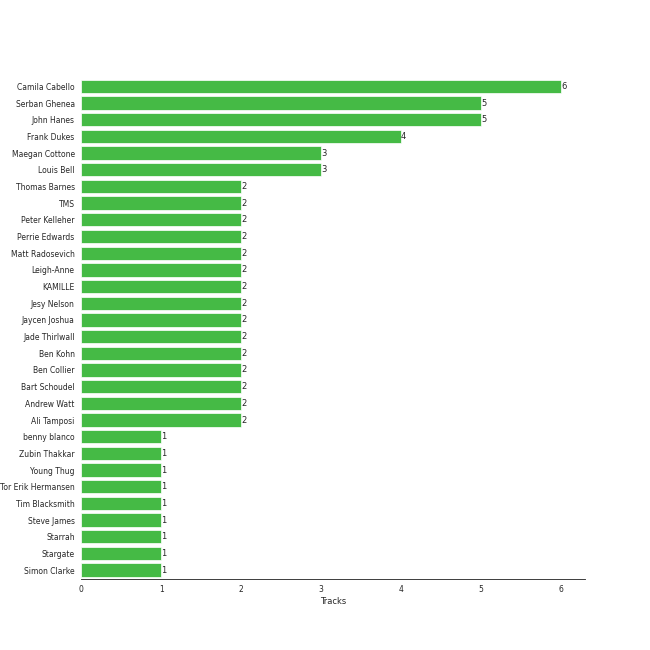 Camila Cabello 6
Serban Ghenea 5
John Hanes 5
Frank Dukes 4
Maegan Cottone 3
Louis Bell 3
Thomas Barnes 2
TMS 2
Peter Kelleher 2
Perrie Edwards 2
Matt Radosevich 2
Leigh-Anne 2
KAMILLE 2
Jesy Nelson 2
Jaycen Joshua 2
Jade Thirlwall 2
Ben Kohn 2
Ben Collier 2
Bart Schoudel 2
Andrew Watt 2
Ali Tamposi 2
benny blanco 1
Zubin Thakkar 1
Young Thug 1
Tor Erik Hermansen 1
Tim Blacksmith 1
Steve James 1
Starrah 1
Stargate 1
Simon Clarke 1
0 1 2 3 4 5 6
Tracks